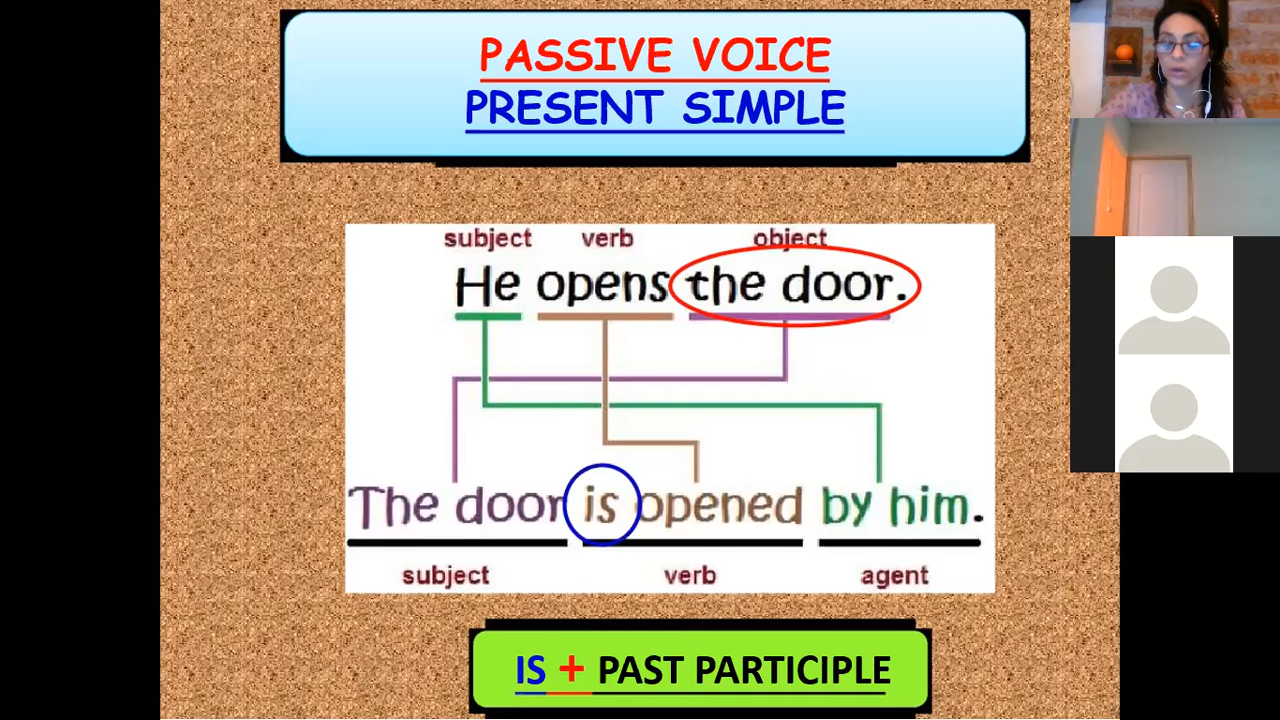 PASSIVE VOICE
PRESENT SIMPLE
subject verb object
He opens the door.
The door is opened by him.
subject verb agent
IS + PAST PARTICIPLE